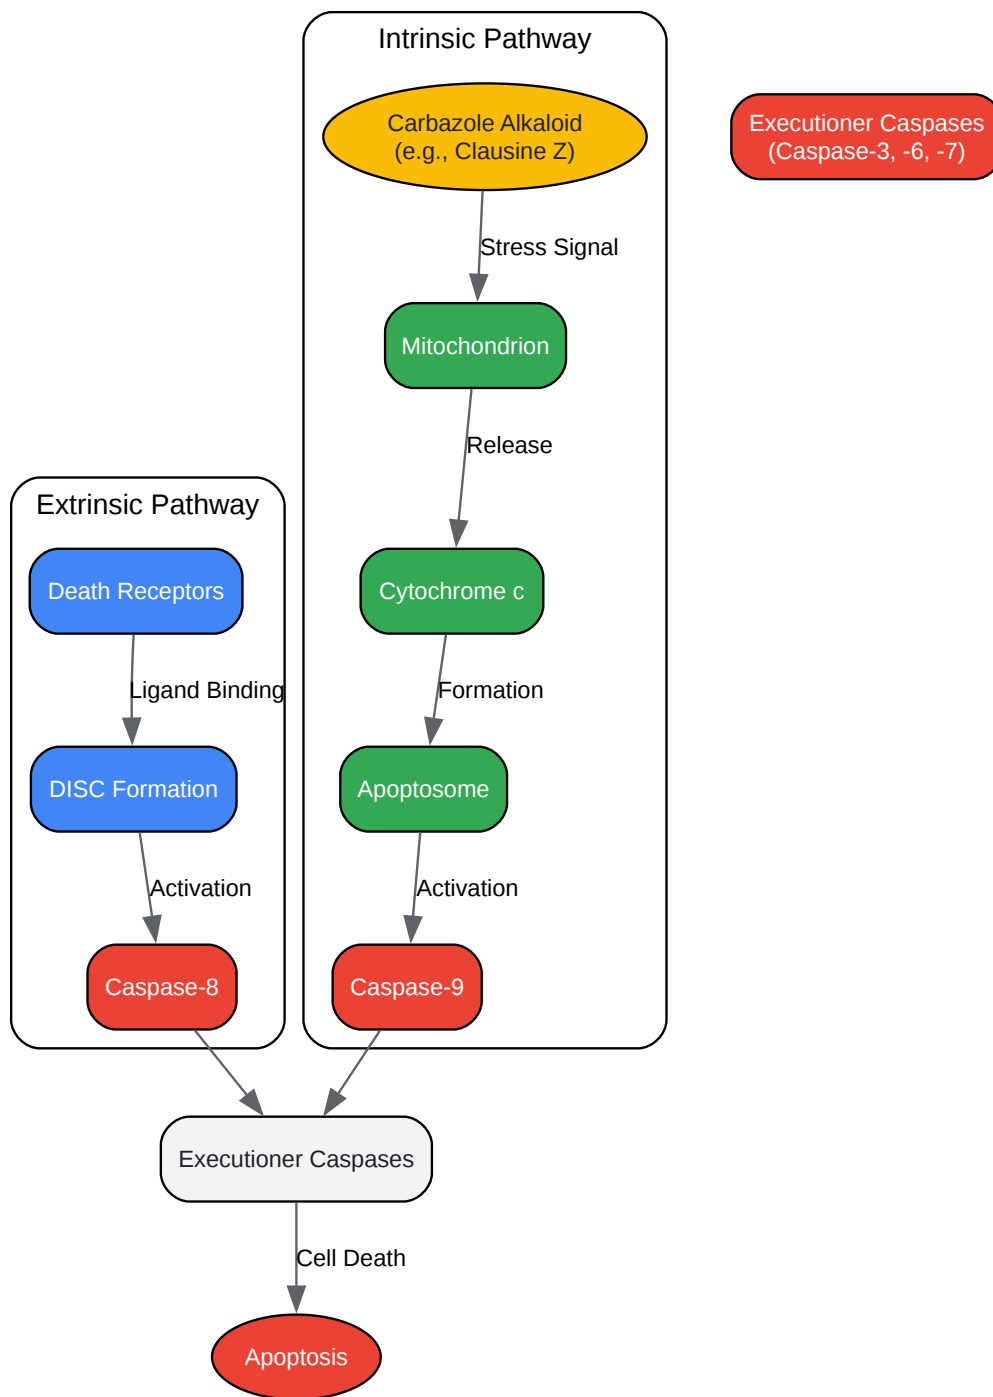 Intrinsic Pathway
Carbazole Alkaloid
(e.g., Clausine Z)
Executioner Caspases
(Caspase-3, -6, -7)
Stress Signal
Mitochondrion
Release
Extrinsic Pathway
Death Receptors
Cytochrome c
Ligand Binding
Formation
DISC Formation
Apoptosome
Activation
Activation
Caspase-8
Caspase-9
Executioner Caspases
Cell Death
Apoptosis